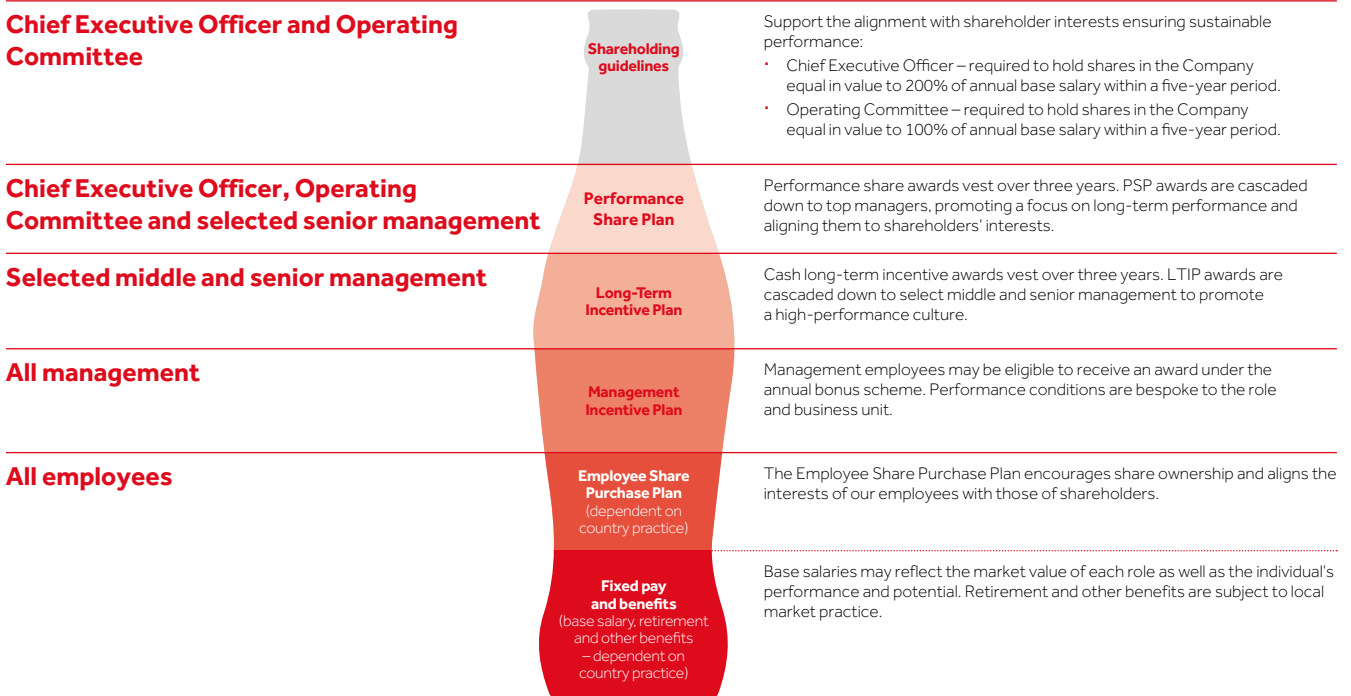 Chief Executive Officer and Operating
Committee
Shareholding
guidelines
Support the alignment with shareholder interests ensuring sustainable
performance:
• Chief Executive Officer – required to hold shares in the Company
equal in value to 200% of annual base salary within a five-year period.
• Operating Committee – required to hold shares in the Company
equal in value to 100% of annual base salary within a five-year period.
Chief Executive Officer, Operating
Committee and selected senior management
Performance
Share Plan
Performance share awards vest over three years. PSP awards are cascaded
down to top managers, promoting a focus on long-term performance and
aligning them to shareholders’ interests.
Selected middle and senior management
Long-Term
Incentive Plan
Cash long-term incentive awards vest over three years. LTIP awards are
cascaded down to select middle and senior management to promote
a high-performance culture.
All management
Management
Incentive Plan
Management employees may be eligible to receive an award under the
annual bonus scheme. Performance conditions are bespoke to the role
and business unit.
All employees
Employee Share
Purchase Plan
(dependent on
country practice)
The Employee Share Purchase Plan encourages share ownership and aligns the
interests of our employees with those of shareholders.
Fixed pay
and benefits
(base salary, retirement
and other benefits
– dependent on
country practice)
Base salaries may reflect the market value of each role as well as the individual’s
performance and potential. Retirement and other benefits are subject to local
market practice.